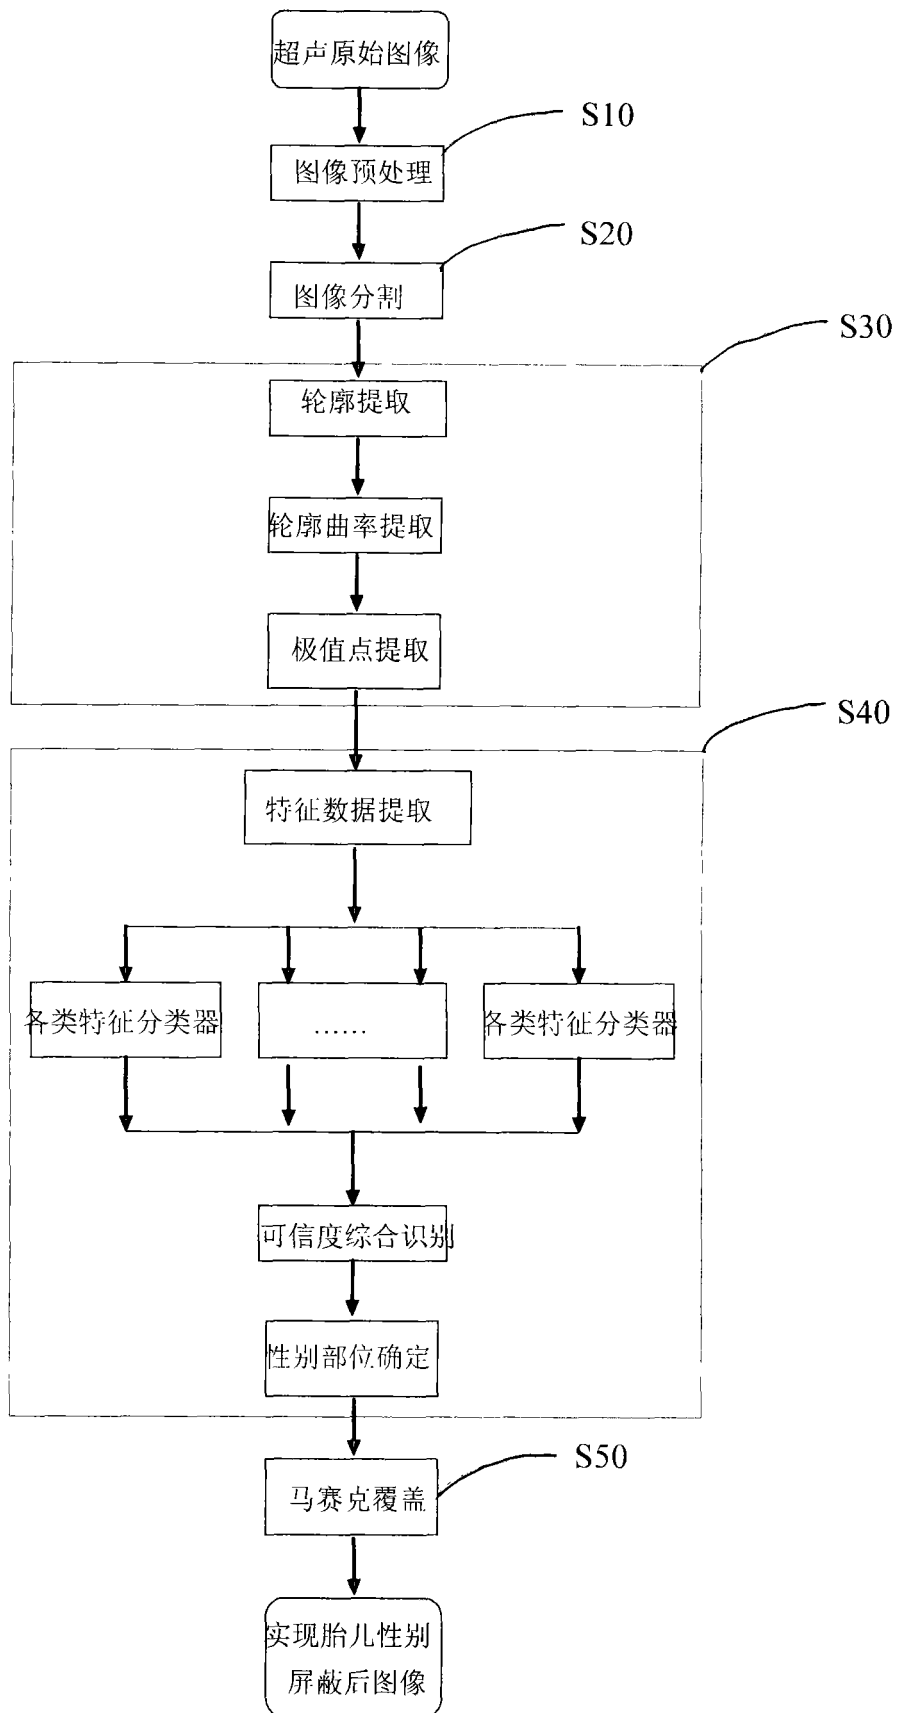 超声原始图像
S10
图像预处理
S20
图像分割
S30
轮廓提取
轮廓曲率提取
极值点提取
S40
特征数据提取
各类特征分类器
……
各类特征分类器
可信度综合识别
性别部位确定
S50
马赛克覆盖
实现胎儿性别
屏蔽后图像